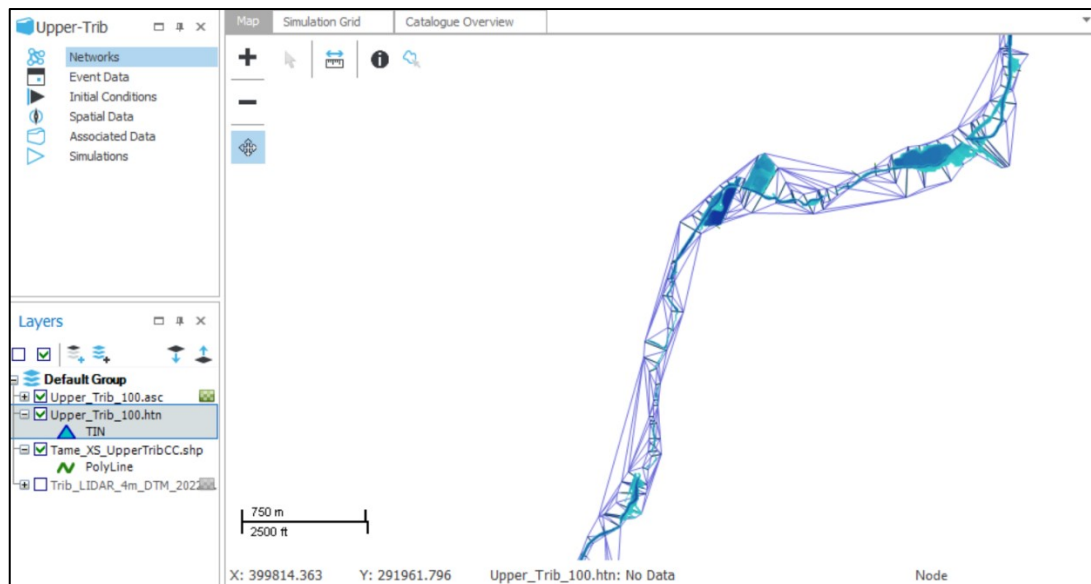 Upper-Trib
Networks
Event Data
Initial Conditions
Spatial Data
Associated Data
Simulations
Layers
Default Group
Upper_Trib_100.asc
Upper_Trib_100.htn
TIN
Tame_XS_UpperTribCC.shp
PolyLine
Trib_LIDAR_4m_DTM_202
Map Simulation Grid Catalogue Overview
750 m
2500 ft
X: 399814.363 Y: 291961.796 Upper_Trib_100.htn: No Data Node